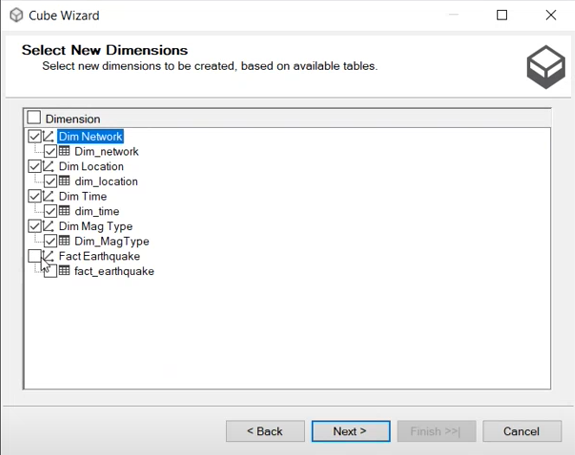 Cube Wizard
Select New Dimensions
Select new dimensions to be created, based on available tables.
Dimension
Dim Network
Dim_network
Dim Location
dim_location
Dim Time
dim_time
Dim Mag Type
Dim_MagType
Fact Earthquake
fact_earthquake
< Back Next > Finish >>| Cancel